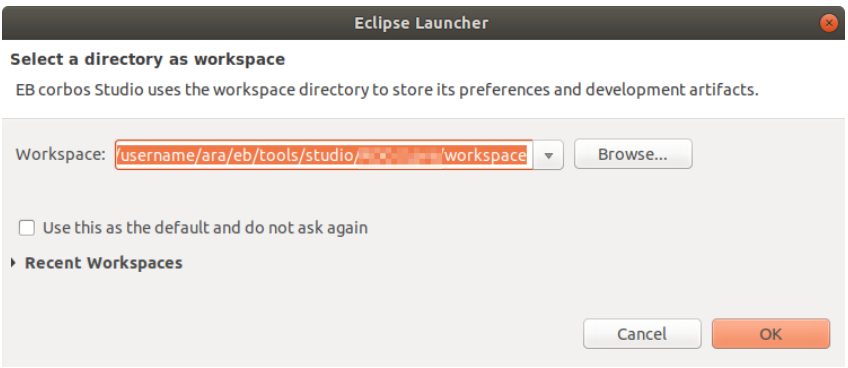 Eclipse Launcher
Select a directory as workspace
EB corbos Studio uses the workspace directory to store its preferences and development artifacts.
Workspace: /username/ara/eb/tools/studio/ /workspace Browse...
Use this as the default and do not ask again
Recent Workspaces
Cancel OK